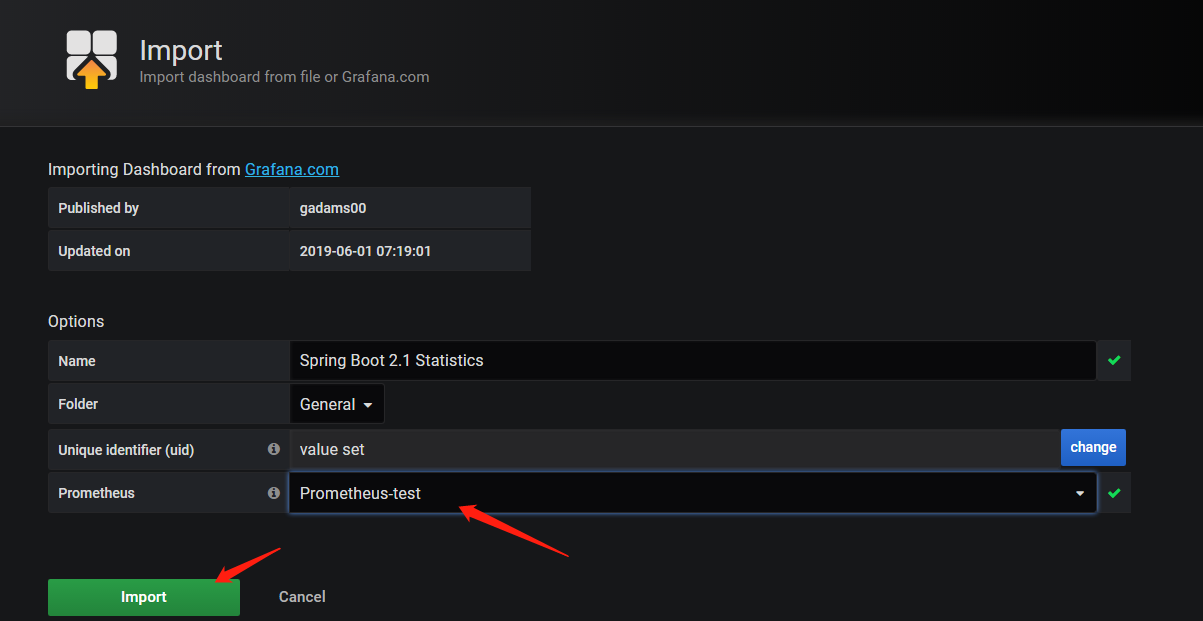 Import
Import dashboard from file or Grafana.com
Importing Dashboard from Grafana.com
Published by gadams00
Updated on 2019-06-01 07:19:01
Options
Name Spring Boot 2.1 Statistics
Folder General
Unique identifier (uid) value set change
Prometheus Prometheus-test
Import Cancel